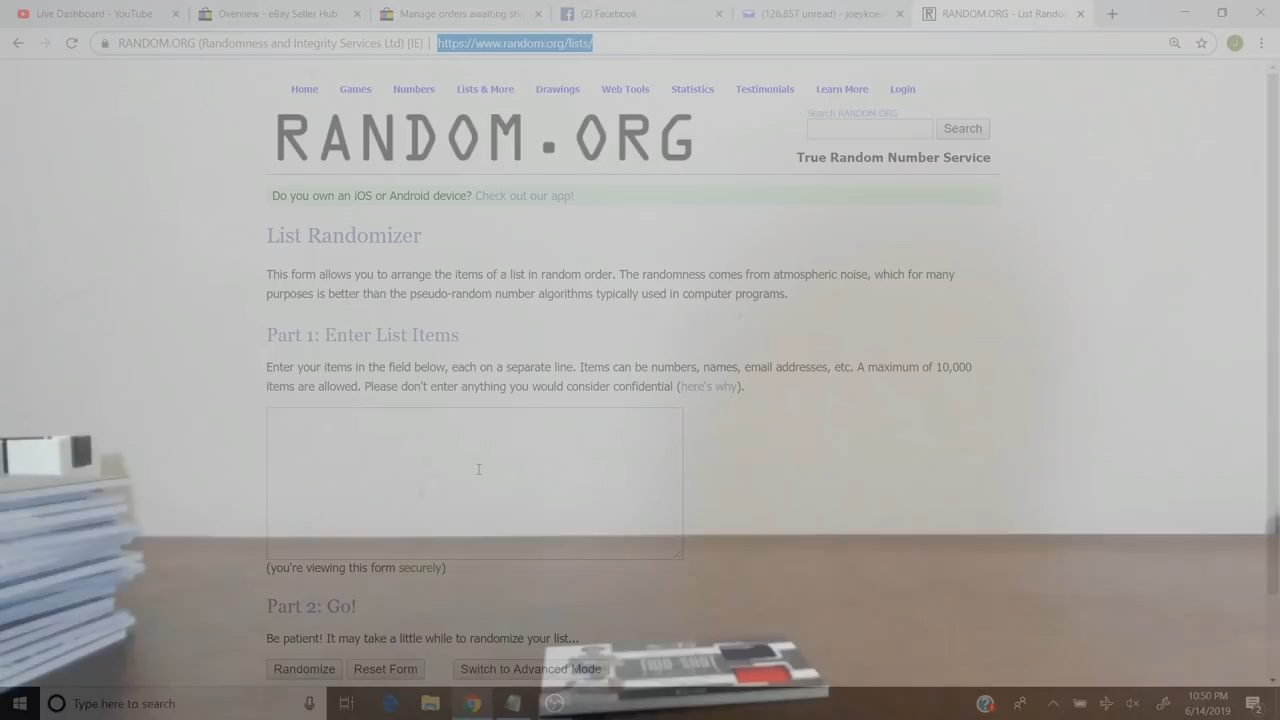 Live Dashboard - YouTube
Overview - eBay Seller Hub
Manage orders awaiting sh
(2) Facebook
(126,857 unread) - joeykoe
RANDOM.ORG - List Rando
RANDOM.ORG (Randomness and Integrity Services Ltd) [IE] | https://www.random.org/lists/
Home Games Numbers Lists & More Drawings Web Tools Statistics Testimonials Learn More Login
RANDOM.ORG
Search RANDOM.ORG
Search
True Random Number Service
Do you own an iOS or Android device? Check out our app!
List Randomizer
This form allows you to arrange the items of a list in random order. The randomness comes from atmospheric noise, which for many
purposes is better than the pseudo-random number algorithms typically used in computer programs.
Part 1: Enter List Items
Enter your items in the field below, each on a separate line. Items can be numbers, names, email addresses, etc. A maximum of 10,000
items are allowed. Please don't enter anything you would consider confidential (here's why).
(you're viewing this form securely)
Part 2: Go!
Be patient! It may take a little while to randomize your list...
Randomize Reset Form Switch to Advanced Mode
Type here to search
10:50 PM
6/14/2019
2